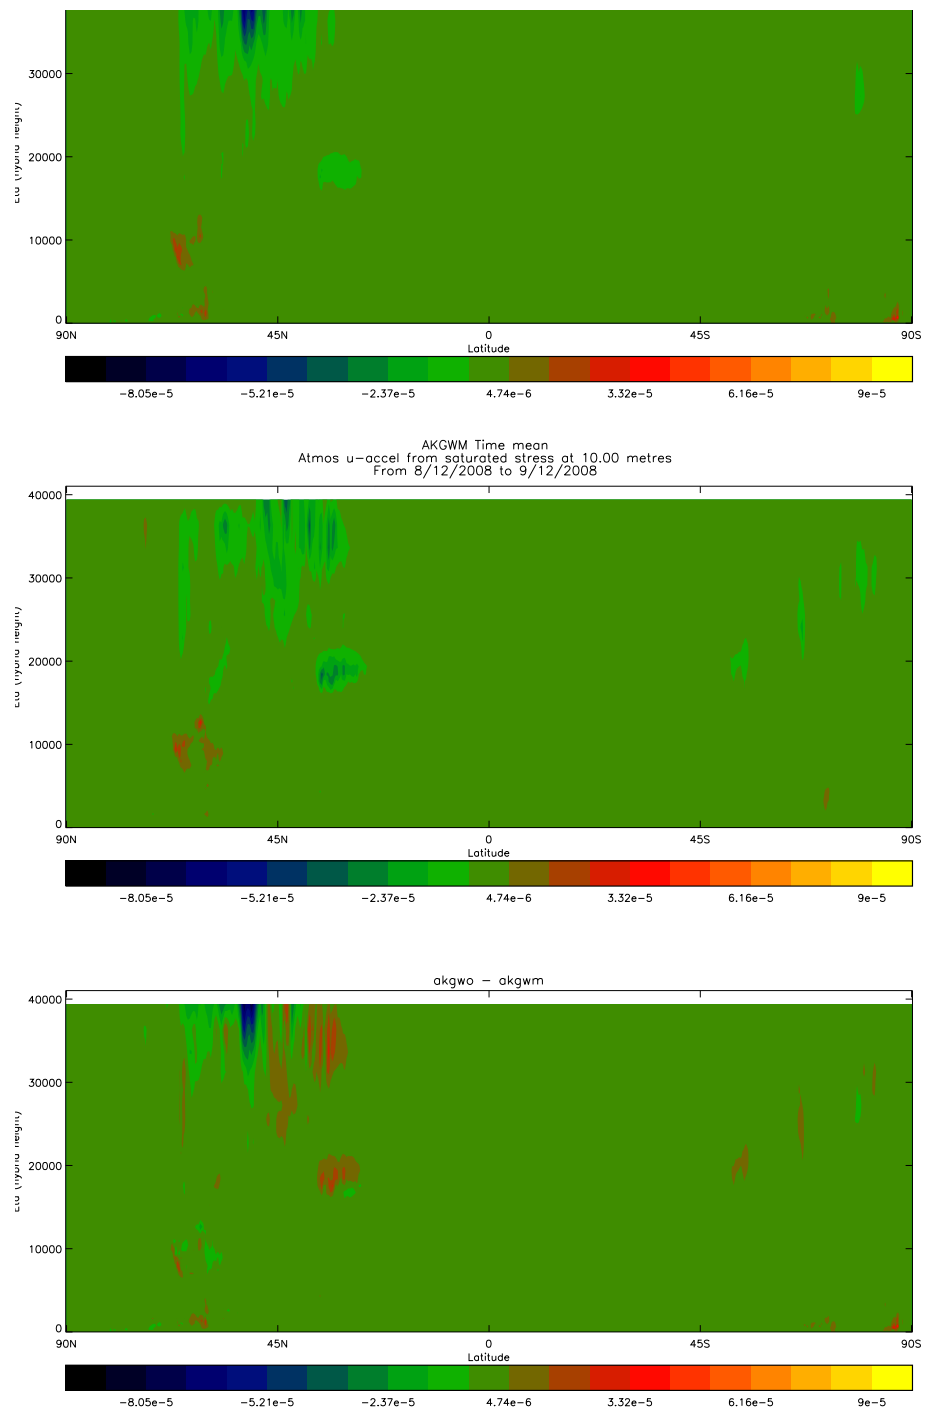 30000
20000
10000
0
90N 45N 0 45S 90S
Latitude
-8.05e-5 -5.21e-5 -2.37e-5 4.74e-6 3.32e-5 6.16e-5 9e-5
AKGWM Time mean
Atmos u-accel from saturated stress at 10.00 metres
From 8/12/2008 to 9/12/2008
40000
30000
20000
10000
0
90N 45N 0 45S 90S
Latitude
-8.05e-5 -5.21e-5 -2.37e-5 4.74e-6 3.32e-5 6.16e-5 9e-5
akgwo - akgwm
40000
30000
20000
10000
0
90N 45N 0 45S 90S
Latitude
-8.05e-5 -5.21e-5 -2.37e-5 4.74e-6 3.32e-5 6.16e-5 9e-5